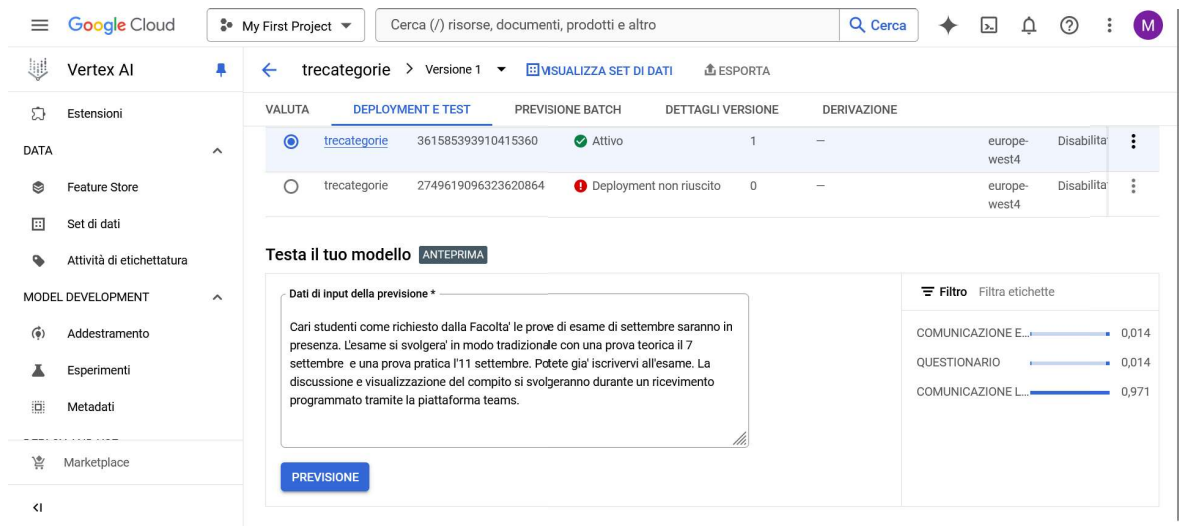 Google Cloud
My First Project
Cerca (/) risorse, documenti, prodotti e altro
Cerca
M
Vertex AI
trecategorie > Versione 1
VISUALIZZA SET DI DATI
ESPORTA
Estensioni
DATA
Feature Store
Set di dati
Attività di etichettatura
MODEL DEVELOPMENT
Addestramento
Esperimenti
Metadati
Marketplace
VALUTA DEPLOYMENT E TEST PREVISIONE BATCH DETTAGLI VERSIONE DERIVAZIONE
trecategorie 361585393910415360 Attivo 1 — europe-
west4 Disabilita
trecategorie 2749619096323620864 Deployment non riuscito 0 — europe-
west4 Disabilita
Testa il tuo modello ANTEPRIMA
Dati di input della previsione *
Cari studenti come richiesto dalla Facolta' le prove di esame di settembre saranno in
presenza. L'esame si svolgera' in modo tradizionale con una prova teorica il 7
settembre e una prova pratica l'11 settembre. Potete gia' iscrivervi all'esame. La
discussione e visualizzazione del compito si svolgeranno durante un ricevimento
programmato tramite la piattaforma teams.
PREVISIONE
Filtro Filtra etichette
COMUNICAZIONE E... 0,014
QUESTIONARIO 0,014
COMUNICAZIONE L... 0,971